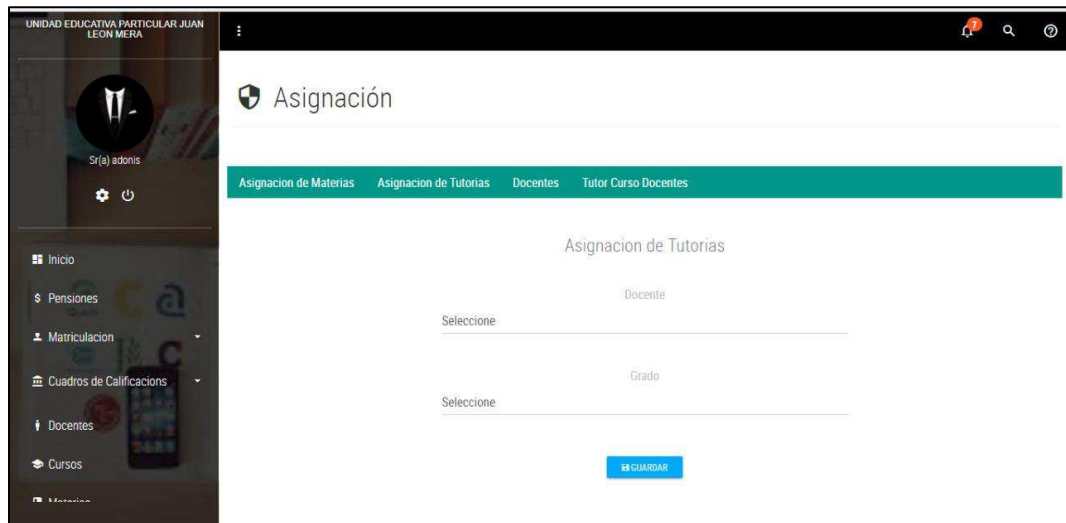 UNIDAD EDUCATIVA PARTICULAR JUAN
LEON MERA
7
Asignación
Sr(a) adonis
Asignacion de Materias Asignacion de Tutorias Docentes Tutor Curso Docentes
Asignacion de Tutorias
Docente
Seleccione
Grado
Seleccione
GUARDAR
Inicio
$ Pensiones
Matriculacion
Cuadros de Calificacions
Docentes
Cursos